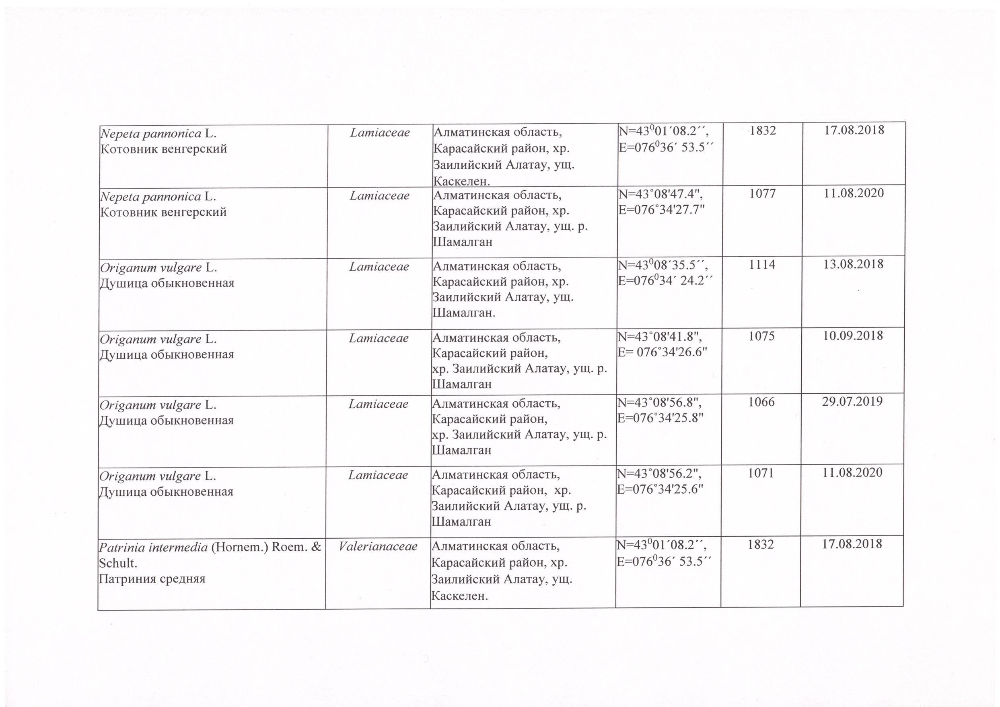 Nepeta pannonica L.
Котовник венгерский
Lamiaceae
Алматинская область,
Карасайский район, хр.
Заилийский Алатау, ущ.
Каскелен.
N=43⁰01´08.2´´,
E=076⁰36´ 53.5´´
1832
17.08.2018
Nepeta pannonica L.
Котовник венгерский
Lamiaceae
Алматинская область,
Карасайский район, хр.
Заилийский Алатау, ущ. р.
Шамалган
N=43°08'47.4",
E=076°34'27.7"
1077
11.08.2020
Origanum vulgare L.
Душица обыкновенная
Lamiaceae
Алматинская область,
Карасайский район, хр.
Заилийский Алатау, ущ.
Шамалган.
N=43⁰08´35.5´´,
E=076⁰34´ 24.2´´
1114
13.08.2018
Origanum vulgare L.
Душица обыкновенная
Lamiaceae
Алматинская область,
Карасайский район,
хр. Заилийский Алатау, ущ. р.
Шамалган
N=43°08'41.8",
E= 076°34'26.6"
1075
10.09.2018
Origanum vulgare L.
Душица обыкновенная
Lamiaceae
Алматинская область,
Карасайский район,
хр. Заилийский Алатау, ущ. р.
Шамалган
N=43°08'56.8",
E=076°34'25.8"
1066
29.07.2019
Origanum vulgare L.
Душица обыкновенная
Lamiaceae
Алматинская область,
Карасайский район,  хр.
Заилийский Алатау, ущ. р.
Шамалган
N=43°08'56.2",
E=076°34'25.6"
1071
11.08.2020
Patrinia intermedia (Hornem.) Roem. &
Schult.
Патриния средняя
Valerianaceae
Алматинская область,
Карасайский район, хр.
Заилийский Алатау, ущ.
Каскелен.
N=43⁰01´08.2´´,
E=076⁰36´ 53.5´´
1832
17.08.2018